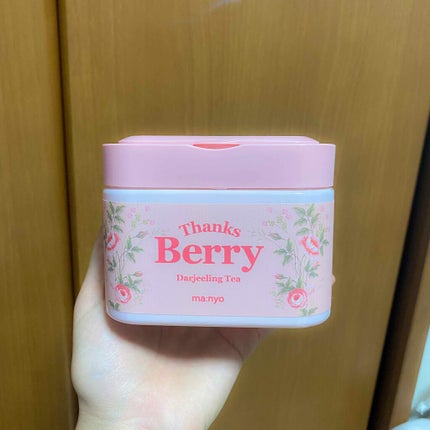 Thanks
Berry
Darjeeling Tea
ma:nyo